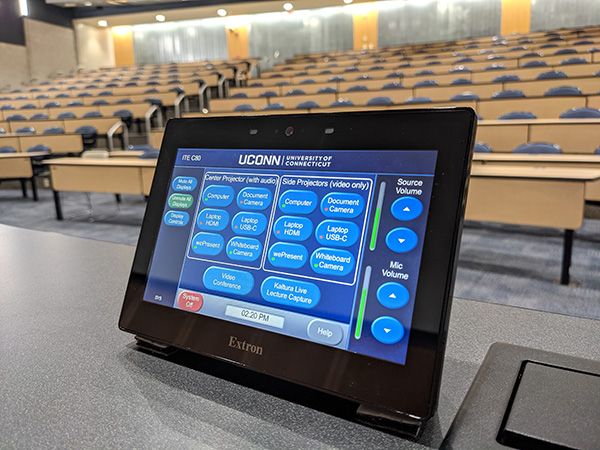 ITE C80
UCONN | UNIVERSITY OF CONNECTICUT
Mute All
Displays
Unmute All
Displays
Display
Controls
Center Projector (with audio)
Computer
Document
Camera
Laptop
HDMI
Laptop
USB-C
wePresent
Whiteboard
Camera
Side Projectors (video only)
Computer
Document
Camera
Laptop
HDMI
Laptop
USB-C
wePresent
Whiteboard
Camera
Source
Volume
Mic
Volume
Video
Conference
Kaltura Live
Lecture Capture
System
Off
02:20 PM
Help
Extron